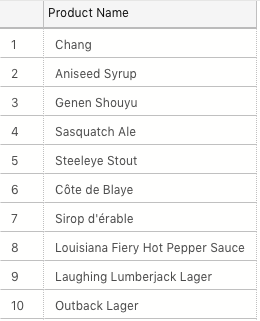 Product Name
1 Chang
2 Aniseed Syrup
3 Genen Shouyu
4 Sasquatch Ale
5 Steeleye Stout
6 Côte de Blaye
7 Sirop d'érable
8 Louisiana Fiery Hot Pepper Sauce
9 Laughing Lumberjack Lager
10 Outback Lager